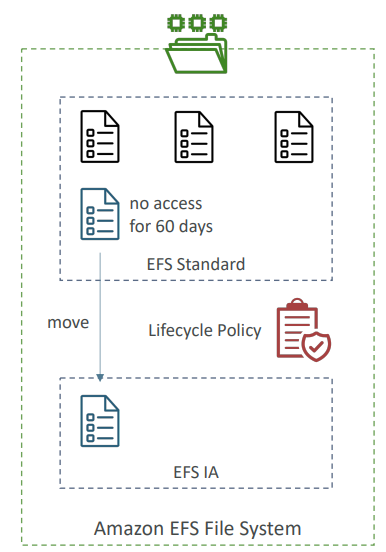 no access
for 60 days
EFS Standard
move
Lifecycle Policy
EFS IA
Amazon EFS File System